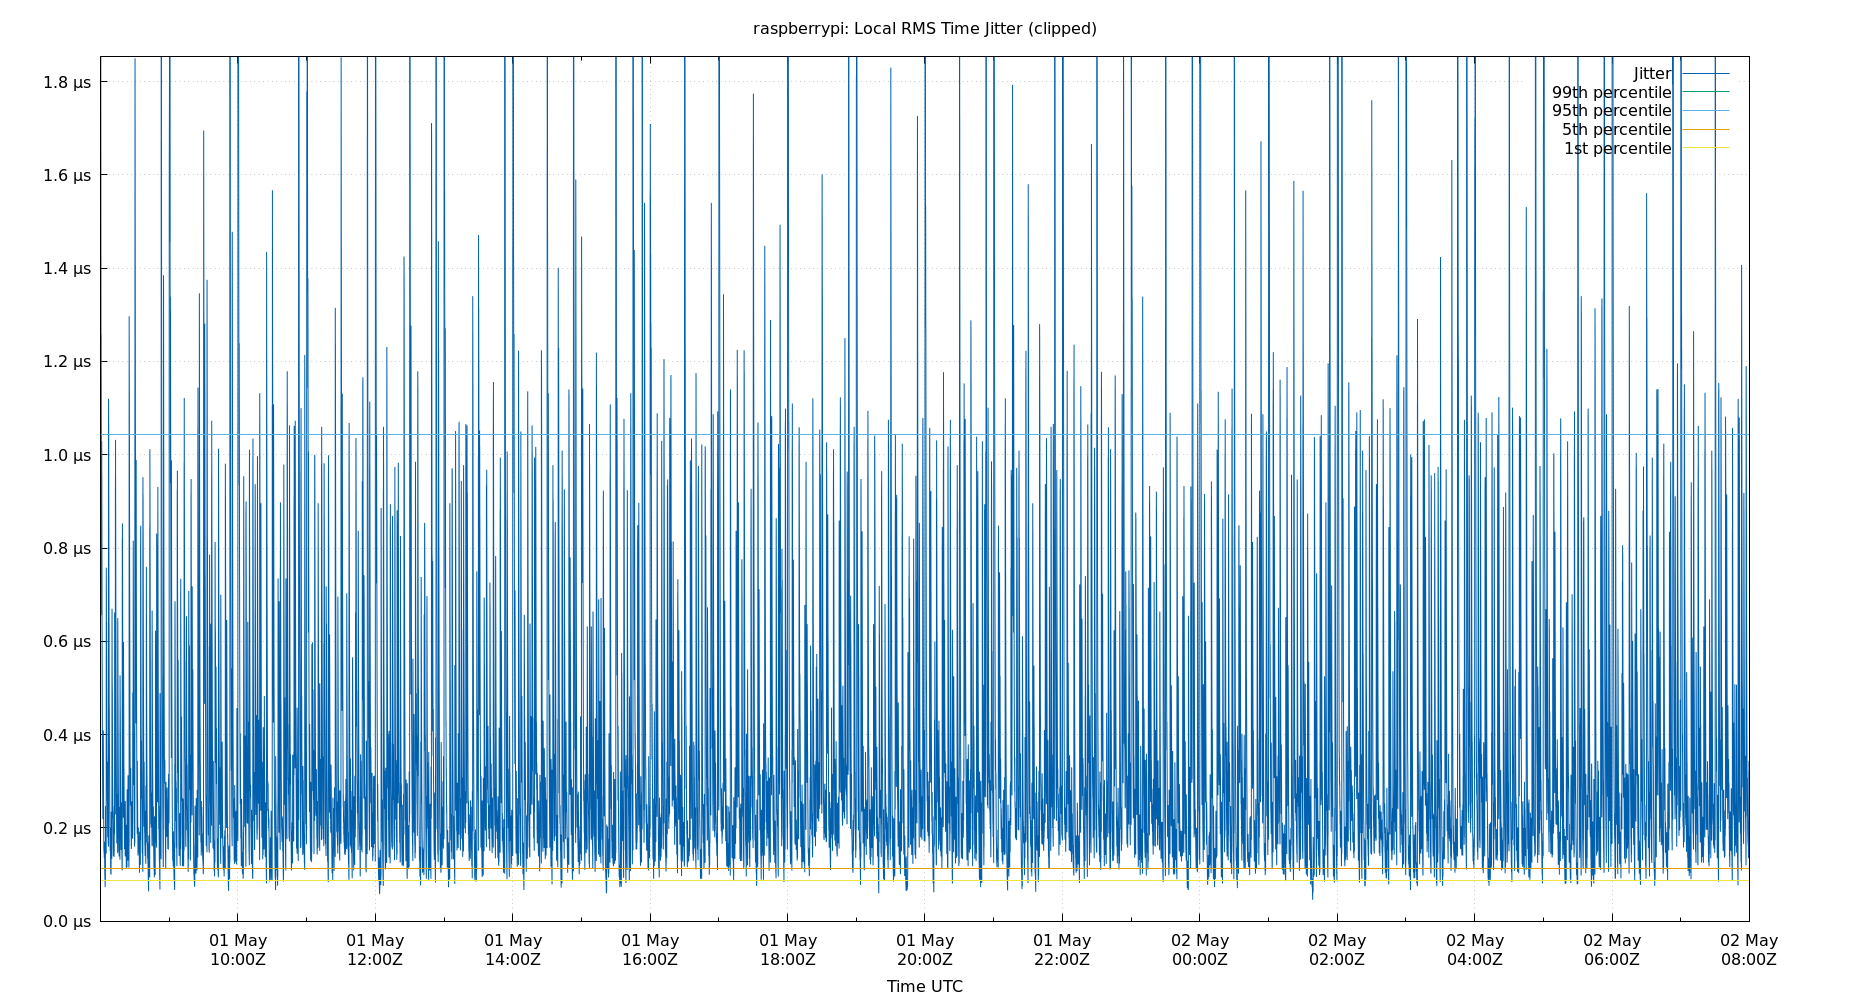 raspberrypi: Local RMS Time Jitter (clipped)
1.8 μs
1.6 μs
1.4 μs
1.2 μs
1.0 μs
0.8 μs
0.6 μs
0.4 μs
0.2 μs
0.0 μs
Jitter
99th percentile
95th percentile
5th percentile
1st percentile
01 May 01 May 01 May 01 May 01 May 01 May 01 May 02 May 02 May 02 May 02 May 02 May
10:00Z 12:00Z 14:00Z 16:00Z 18:00Z 20:00Z 22:00Z 00:00Z 02:00Z 04:00Z 06:00Z 08:00Z
Time UTC